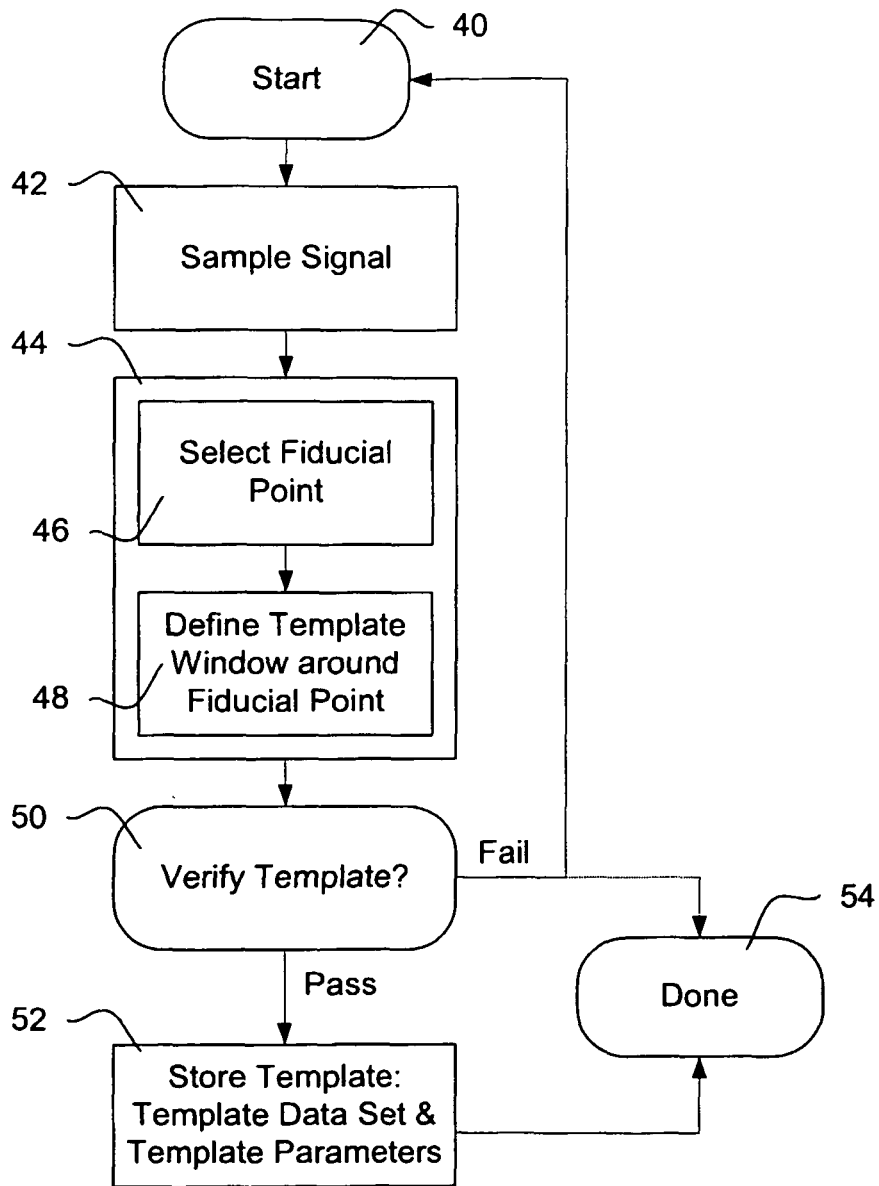 40
Start
42
Sample Signal
44
Select Fiducial
Point
46
Define Template
Window around
Fiducial Point
48
50
Verify Template?
Fail
54
Pass
Done
52
Store Template:
Template Data Set &
Template Parameters